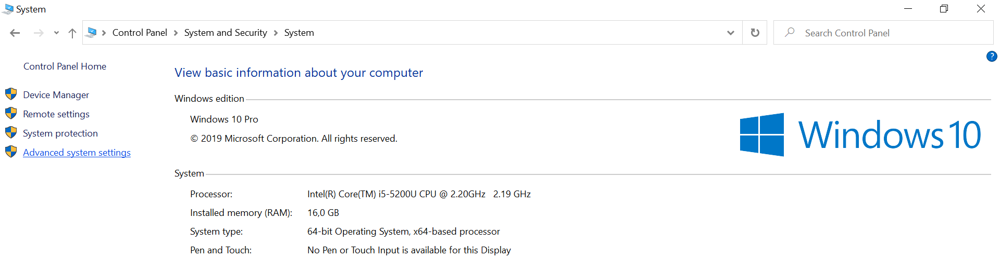 System
Control Panel > System and Security > System
Search Control Panel
?
Control Panel Home
Device Manager
Remote settings
System protection
Advanced system settings
View basic information about your computer
Windows edition
Windows 10 Pro
© 2019 Microsoft Corporation. All rights reserved.
Windows 10
System
Processor: Intel(R) Core(TM) i5-5200U CPU @ 2.20GHz 2.19 GHz
Installed memory (RAM): 16,0 GB
System type: 64-bit Operating System, x64-based processor
Pen and Touch: No Pen or Touch Input is available for this Display